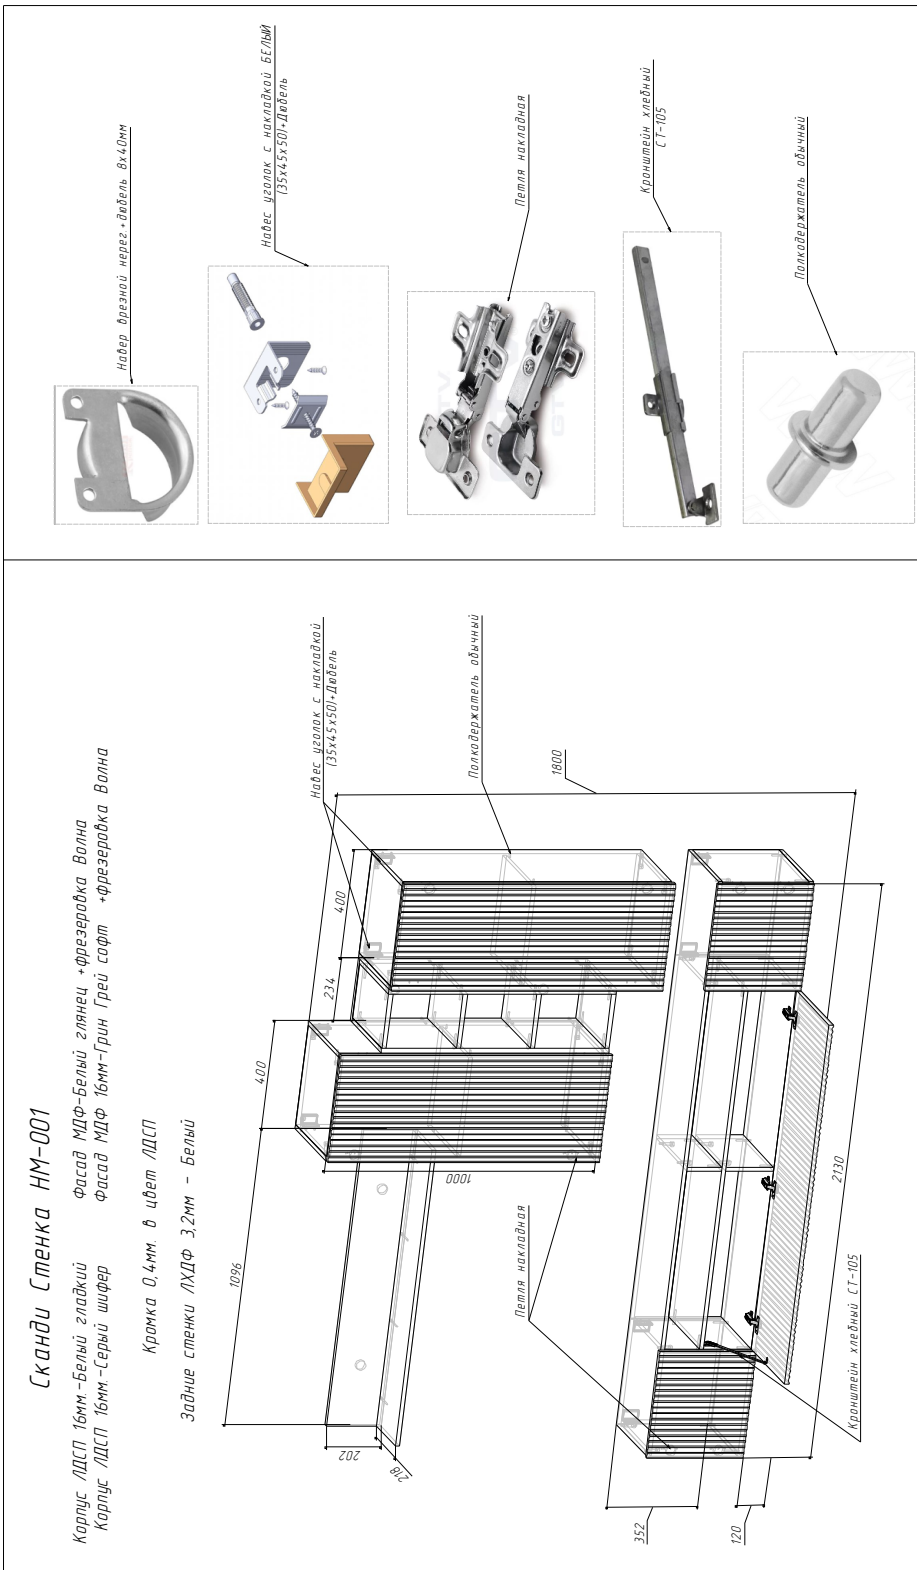 Сканди Стенка НМ-001
Корпус ЛДСП 16мм.-Белый гладкий Фасад МДФ-Белый глянец +фрезеровка Волна
Корпус ЛДСП 16мм.-Серый шифер Фасад МДФ 16мм-Грин Грей софт +фрезеровка Волна
Кромка 0,4мм. в цвет ЛДСП
Задние стенки ЛХДФ 3,2мм - Белый
1096
400
234
400
Навес уголок с накладкой
(35х45х50)+Дюбель
202
218
1000
Полкодержатель обычный
1800
Петля накладная
352
120
2130
Кронштейн хлебный СТ-105
Навер врезной нерег.+дюбель 8х40мм
Навес уголок с накладкой БЕЛЫЙ
(35х45х50)+Дюбель
Петля накладная
GTV
Кронштейн хлебный
СТ-105
Полкодержатель обычный